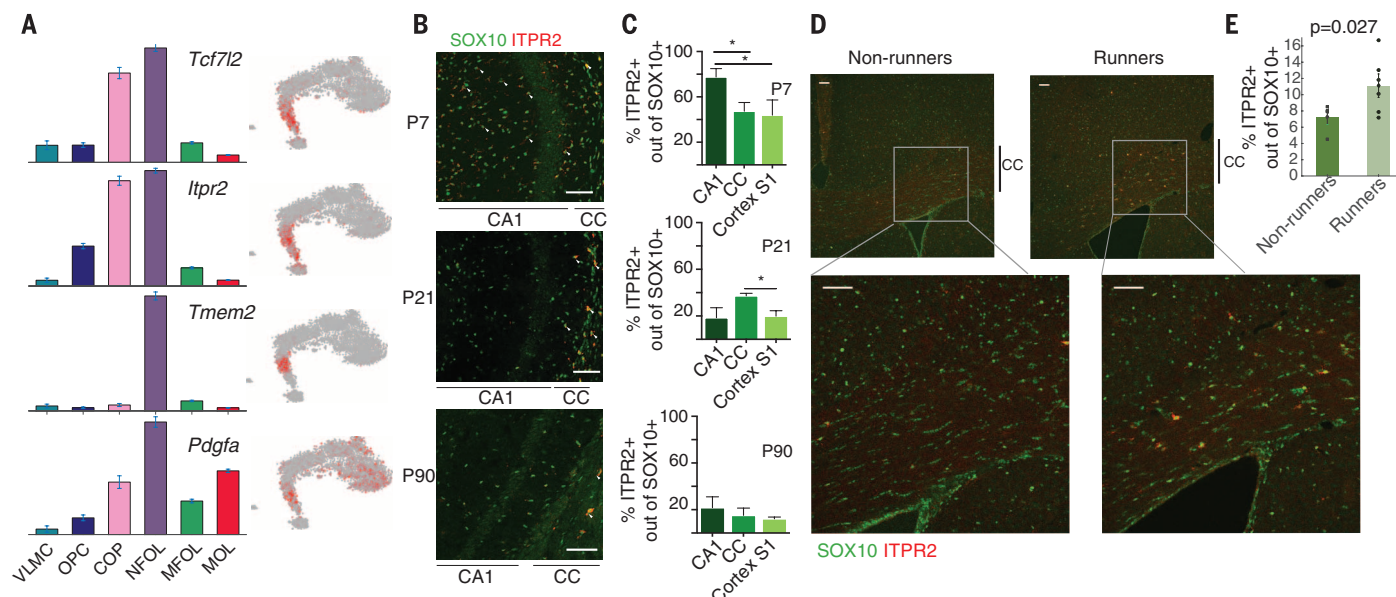 A
Tcf7l2
Itpr2
Tmem2
Pdgfa
VLMC
OPC
COP
NFOL
MFOL
MOL
B
SOX10 ITPR2
P7
CA1
CC
P21
CA1
CC
P90
CA1
CC
C
% ITPR2+
out of SOX10+
100
60
20
*
*
P7
CA1
CC
Cortex S1
% ITPR2+
out of SOX10+
100
60
20
*
P21
CA1
CC
Cortex S1
% ITPR2+
out of SOX10+
100
60
20
P90
CA1
CC
Cortex S1
D
Non-runners
Runners
CC
CC
SOX10 ITPR2
E
p=0.027
% ITPR2+
out of SOX10+
16
14
12
10
8
6
4
2
0
Non-runners
Runners